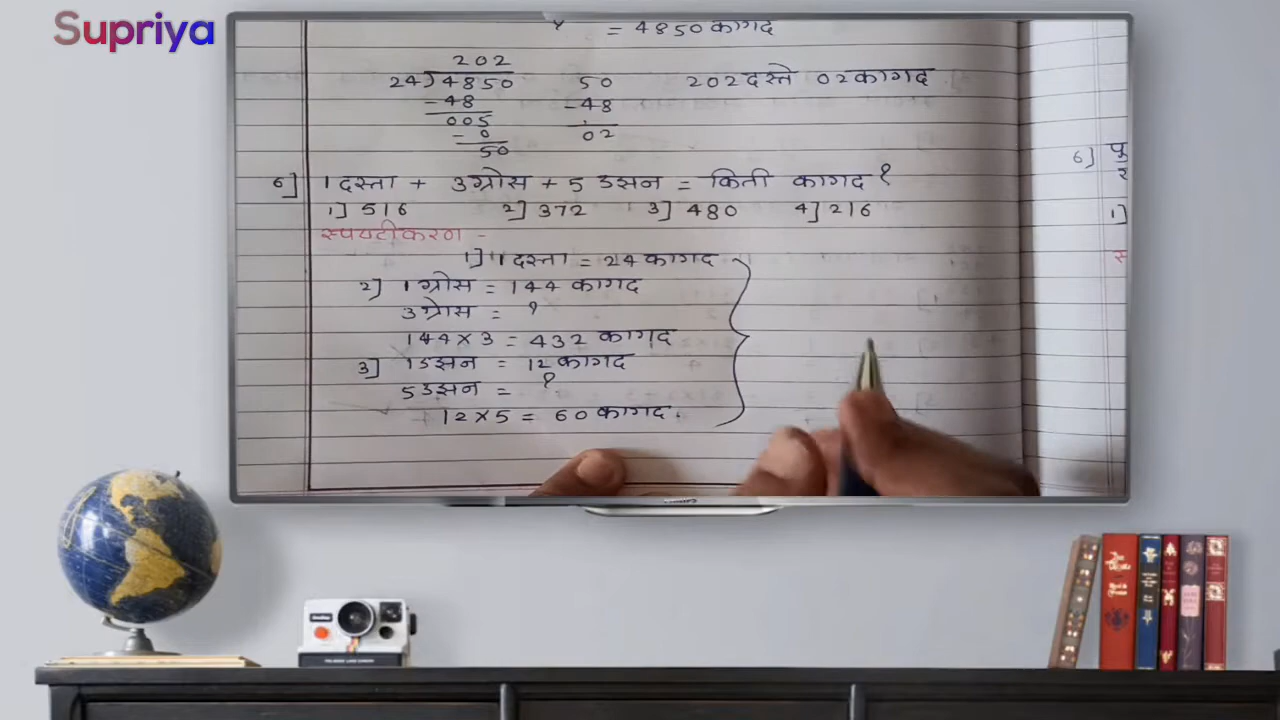 Supriya
= 4850 कागद
202
24)4850 50 202 दस्ते 02 कागद
-48 -48
005 02
- 0
50
6] 1 दस्ता + 3 ग्रोस + 5 डझन = किती कागद ?
1] 516 2] 372 3] 480 4] 216
स्पष्टीकरण -
1] 1 दस्ता = 24 कागद
2] 1 ग्रोस = 144 कागद
3 ग्रोस = ?
144 × 3 = 432 कागद
3] 1 डझन = 12 कागद
5 डझन = ?
12 × 5 = 60 कागद.
6]
1]